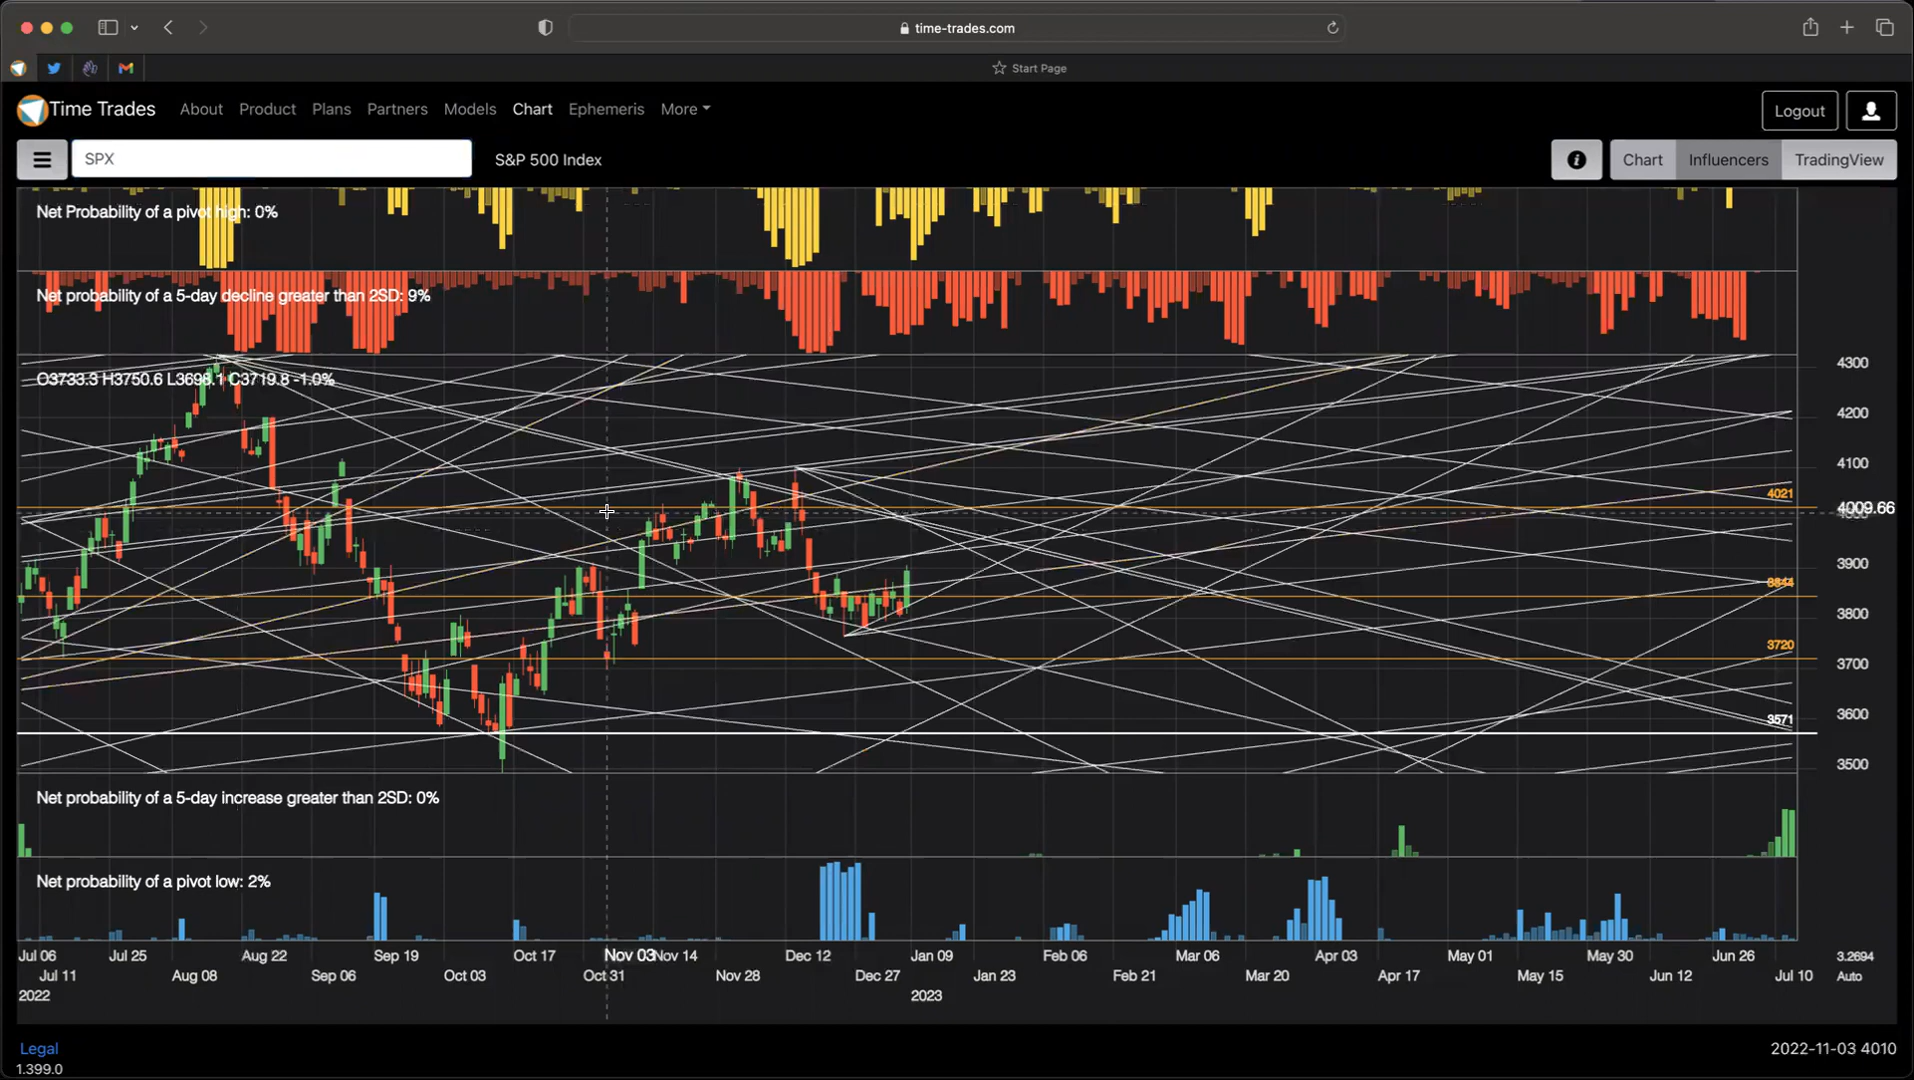 time-trades.com
Start Page
Time Trades About Product Plans Partners Models Chart Ephemeris More Logout
SPX S&P 500 Index Chart Influencers TradingView
Net Probability of a pivot high: 0%
Net probability of a 5-day decline greater than 2SD: 9%
O3733.3 H3750.6 L3698.1 C3719.8 -1.0%
4300
4200
4100
4021
4009.66
3900
3844
3800
3720
3700
3600
3571
3500
Net probability of a 5-day increase greater than 2SD: 0%
Net probability of a pivot low: 2%
Jul 06 Jul 25 Aug 22 Sep 19 Oct 17 Nov 03 Nov 14 Dec 12 Jan 09 Feb 06 Mar 06 Apr 03 May 01 May 30 Jun 26 3.2694
Jul 11 Aug 08 Sep 06 Oct 03 Oct 31 Nov 28 Dec 27 Jan 23 Feb 21 Mar 20 Apr 17 May 15 Jun 12 Jul 10 Auto
2022 2023
Legal 2022-11-03 4010
1.399.0